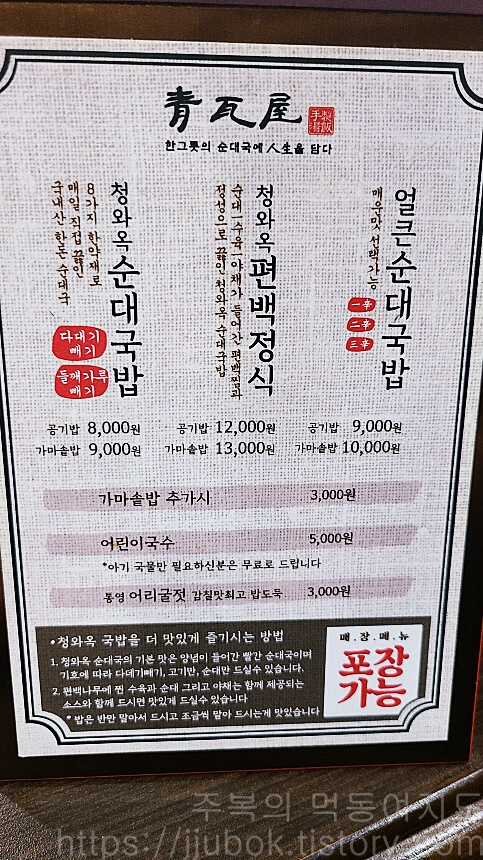 青瓦屋
手製湯飯
한그릇의 순대국에 人生을 담다
청와옥 순대국밥
8가지 한약재로
매일 직접 끓인
국내산 한돈 순대국
다대기
빼기
들깨가루
빼기
공기밥 8,000원
가마솥밥 9,000원
청와옥 편백정식
순대/수육/야채가 들어간 편백찜과
정성으로 끓인 청와옥 순대국밥
공기밥 12,000원
가마솥밥 13,000원
얼큰순대국밥
매운맛 선택가능
一辛
二辛
三辛
공기밥 9,000원
가마솥밥 10,000원
가마솥밥 추가시 3,000원
어린이국수 5,000원
*아기 국물만 필요하신분은 무료로 드립니다
통영 어리굴젓 감칠맛최고 밥도둑 3,000원
•청와옥 국밥을 더 맛있게 즐기시는 방법
1. 청와옥 순대국의 기본 맛은 양념이 들어간 빨간 순대국이며
기호에 따라 다데기빼기, 고기만, 순대만 드실수 있습니다.
2. 편백나무에 찐 수육과 순대 그리고 야채는 함께 제공되는
소스와 함께 드시면 맛있게 드실수 있습니다
* 밥은 반만 말아서 드시고 조금씩 말아 드시는게 맛있습니다
매.장.메.뉴
포장
가능
주복의 먹동여지도
https://jjubok.tistory.com